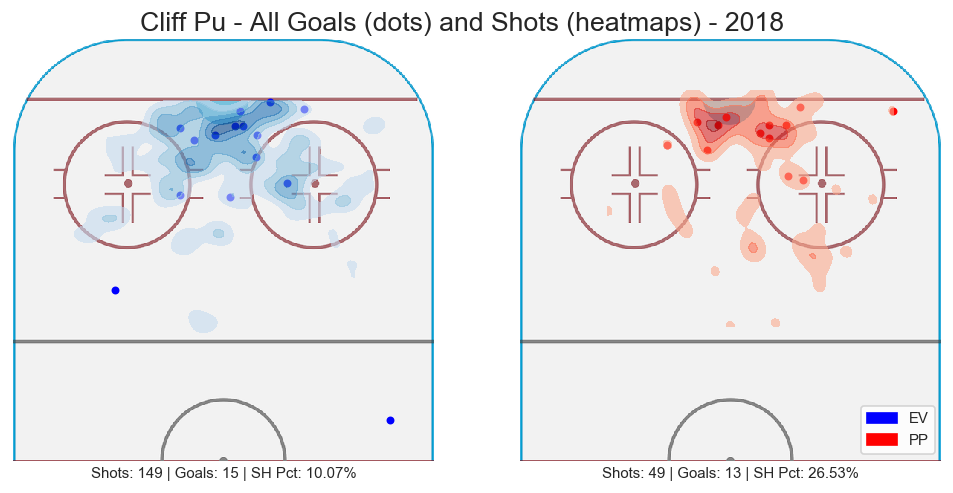 Cliff Pu - All Goals (dots) and Shots (heatmaps) - 2018
EV
PP
Shots: 149 | Goals: 15 | SH Pct: 10.07%
Shots: 49 | Goals: 13 | SH Pct: 26.53%